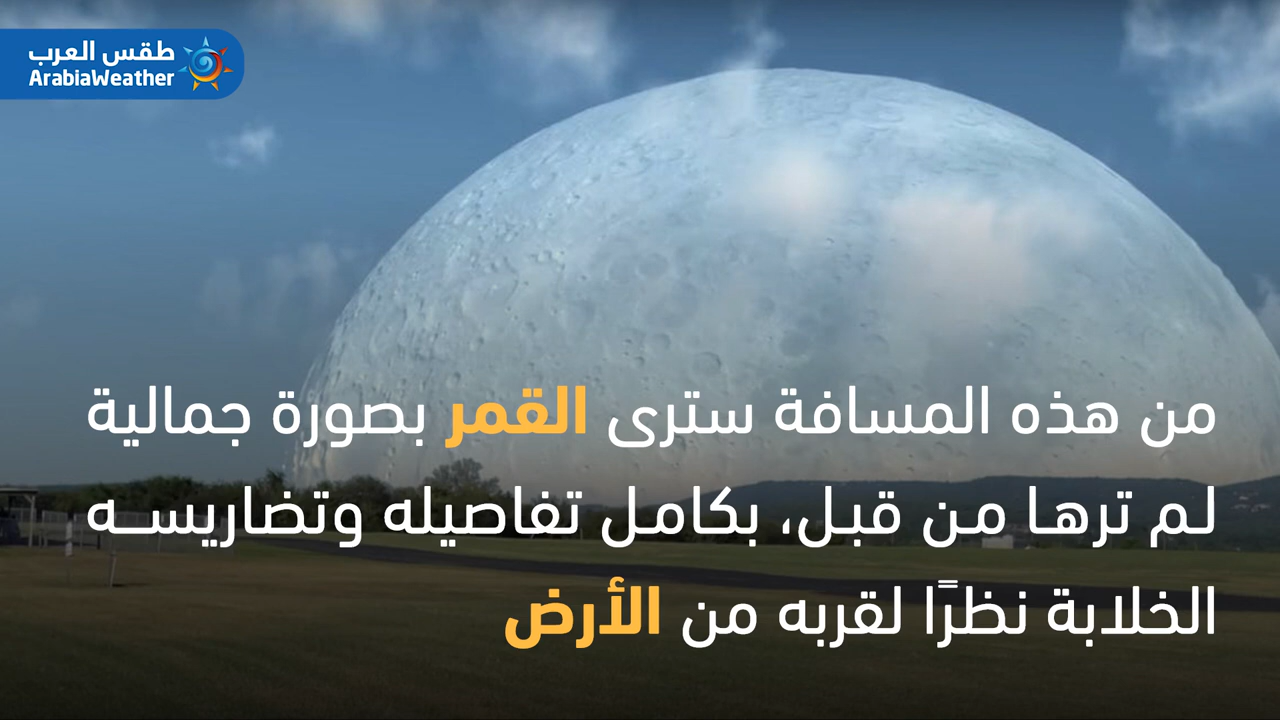 طقس العرب
ArabiaWeather
من هذه المسافة سترى القمر بصورة جمالية
لم ترها من قبل، بكامل تفاصيله وتضاريسه
الخلابة نظرًا لقربه من الأرض